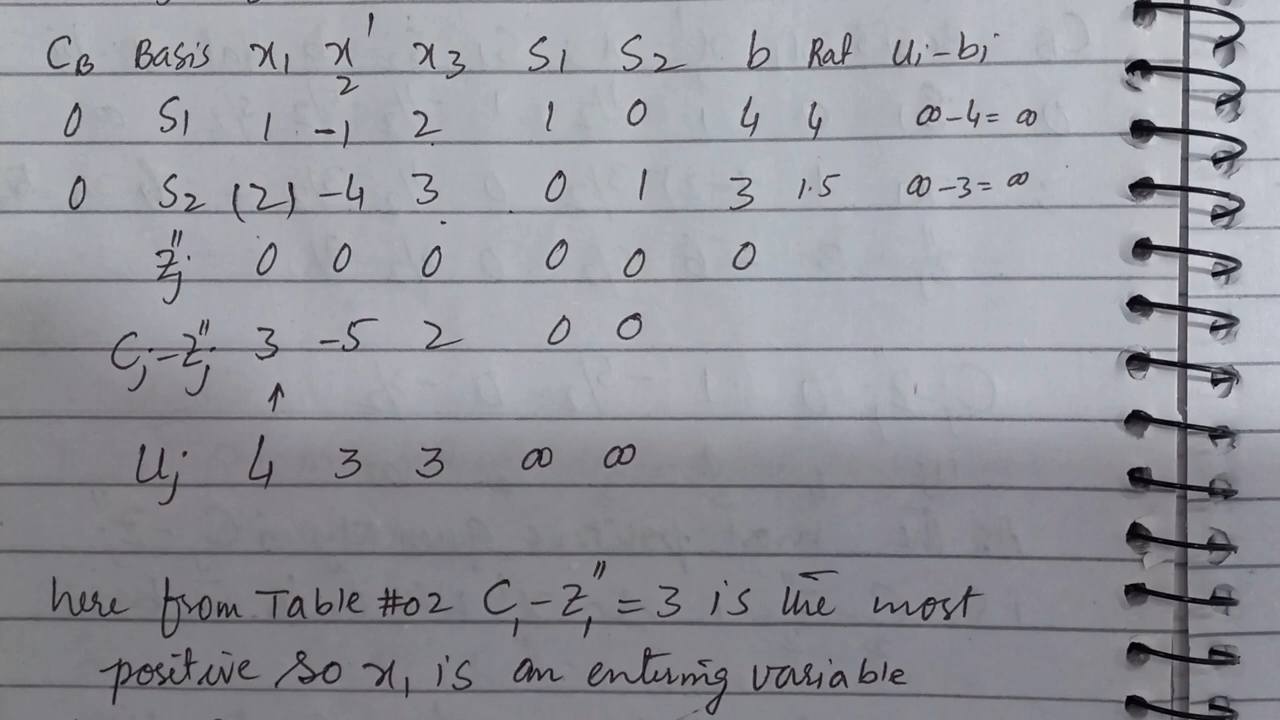 C_B Basis x₁ x₂' x₃ S₁ S₂ b Rat Uᵢ-bᵢ
0 S₁ 1 -1 2 1 0 4 4 ∞-4=∞
0 S₂ (2) -4 3 0 1 3 1.5 ∞-3=∞
Zⱼ'' 0 0 0 0 0 0
Cⱼ-Zⱼ'' 3 -5 2 0 0
↑
Uⱼ 4 3 3 ∞ ∞
here from Table #02 C₁-Z₁''=3 is the most
positive so x₁ is an entering variable